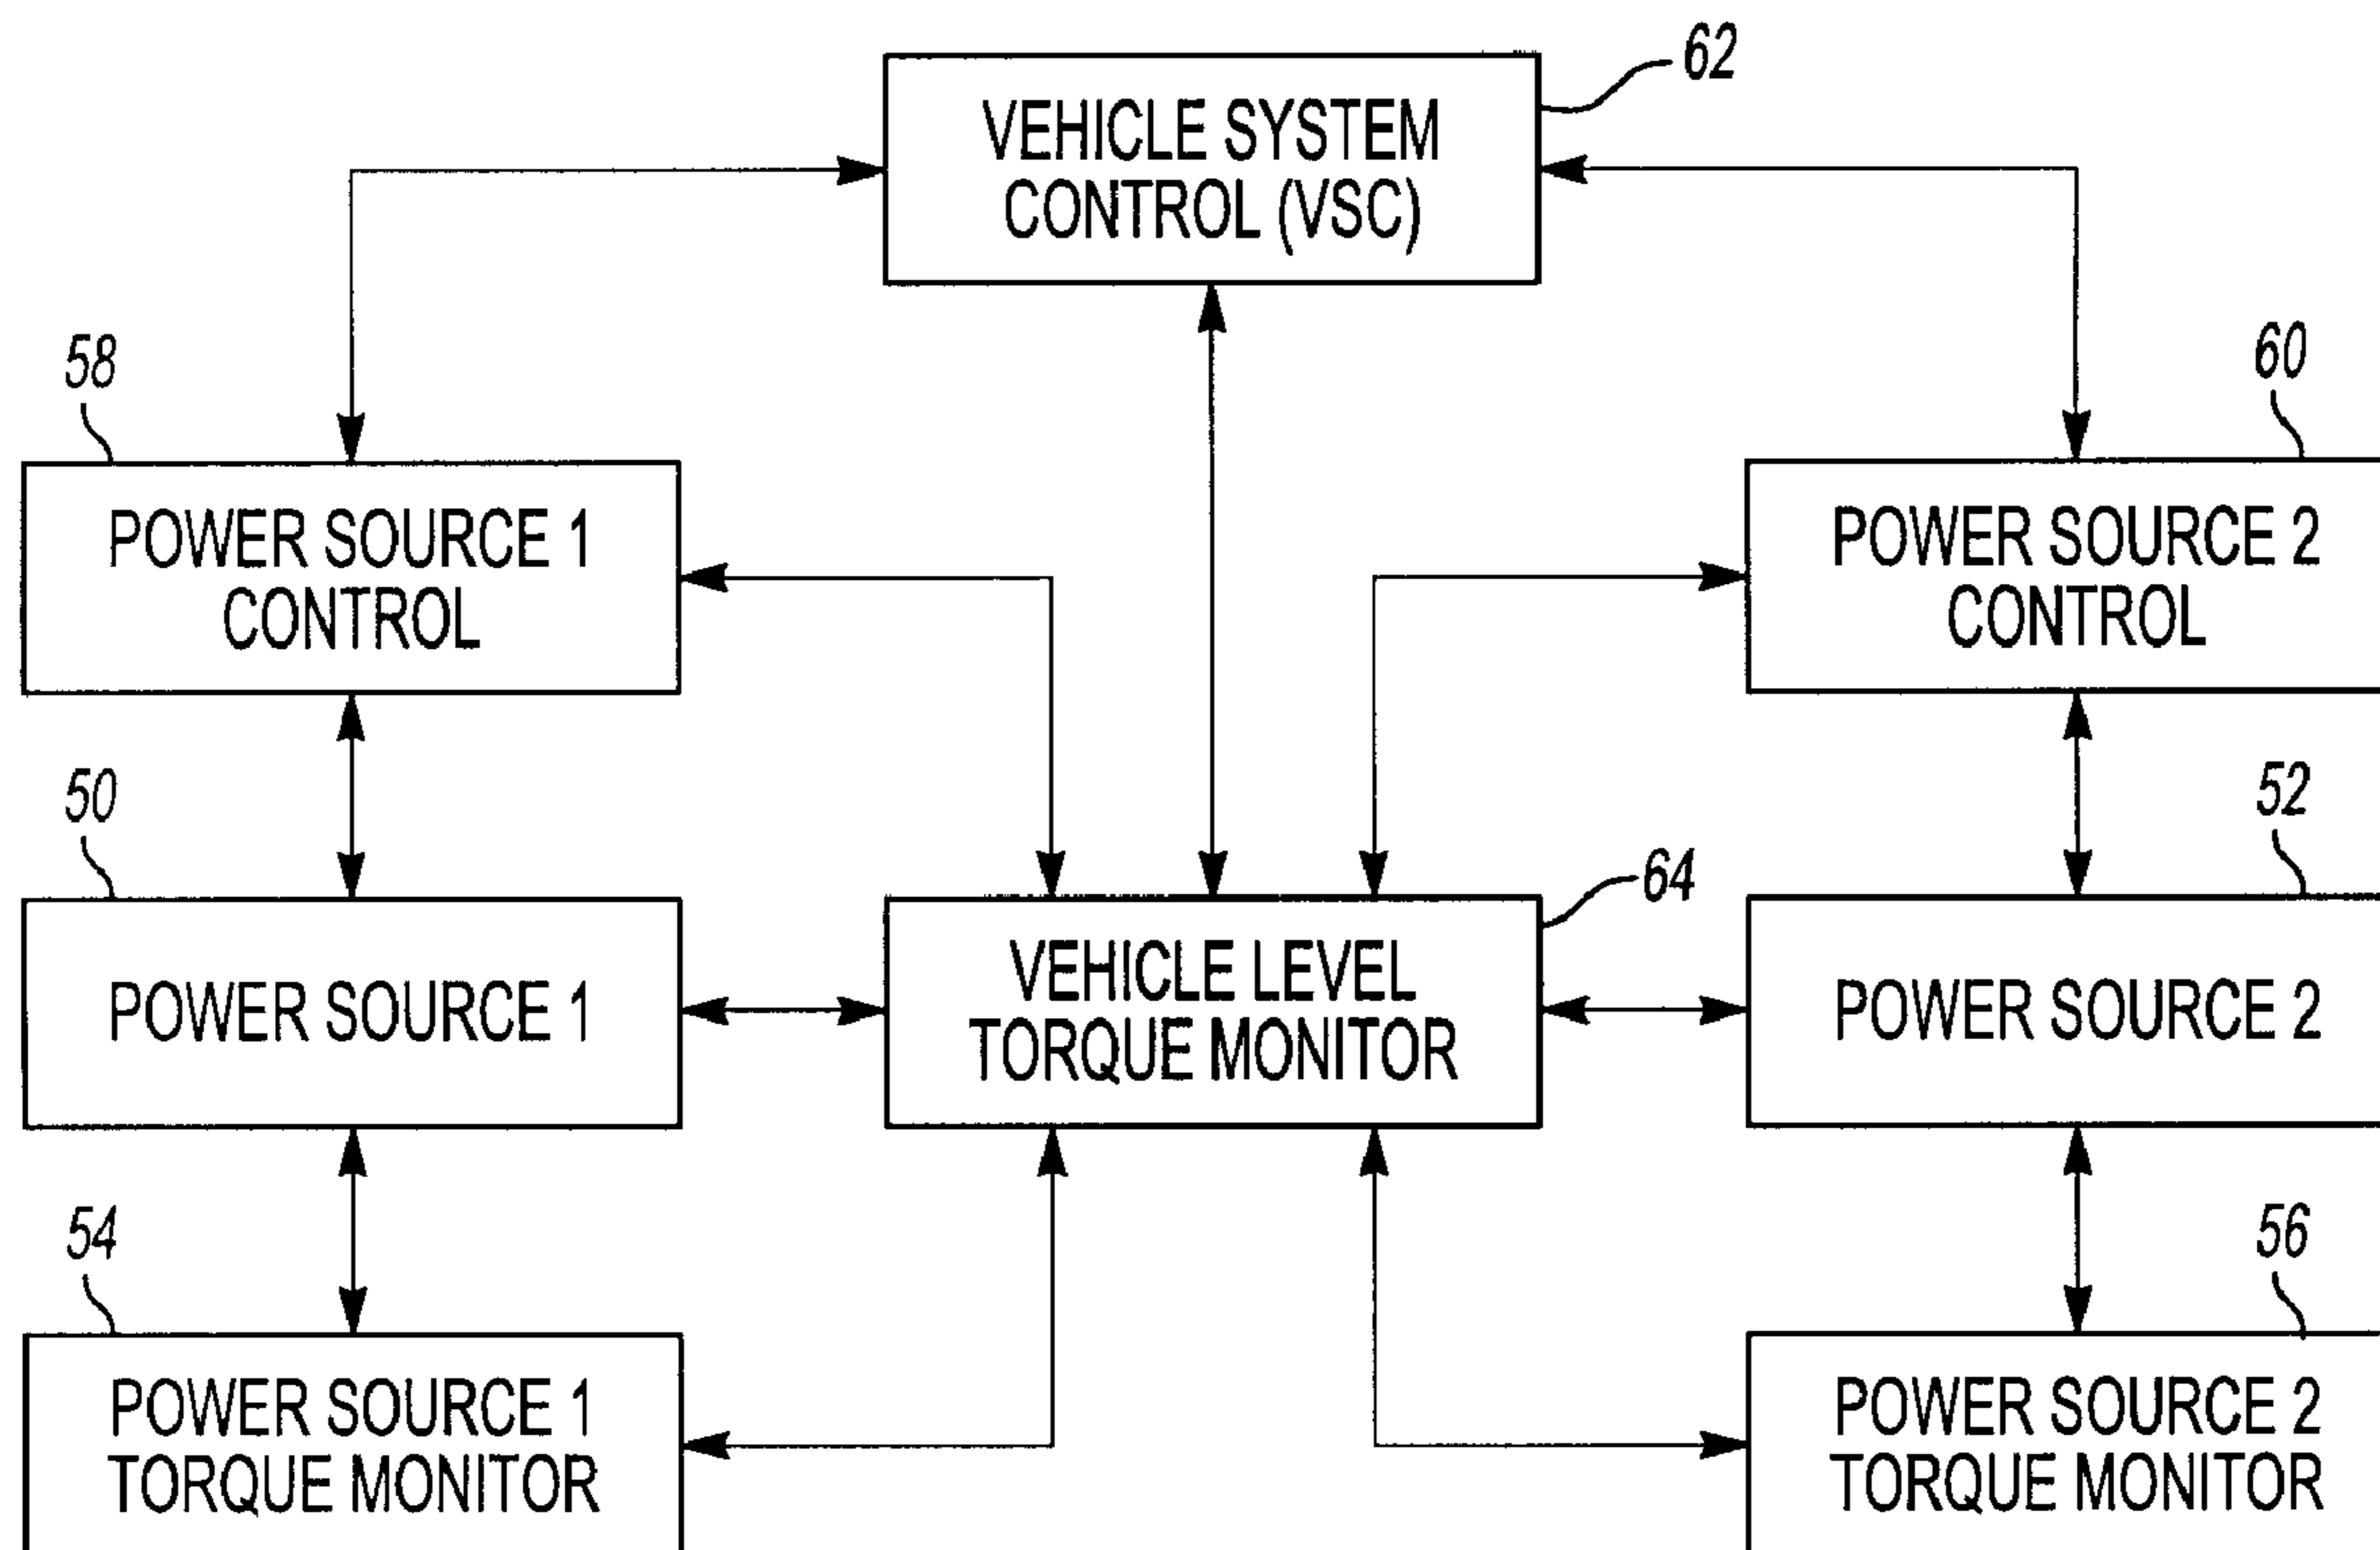 62
VEHICLE SYSTEM
CONTROL (VSC)
58
60
POWER SOURCE 1
CONTROL
POWER SOURCE 2
CONTROL
50
52
64
POWER SOURCE 1
VEHICLE LEVEL
TORQUE MONITOR
POWER SOURCE 2
54
56
POWER SOURCE 1
TORQUE MONITOR
POWER SOURCE 2
TORQUE MONITOR